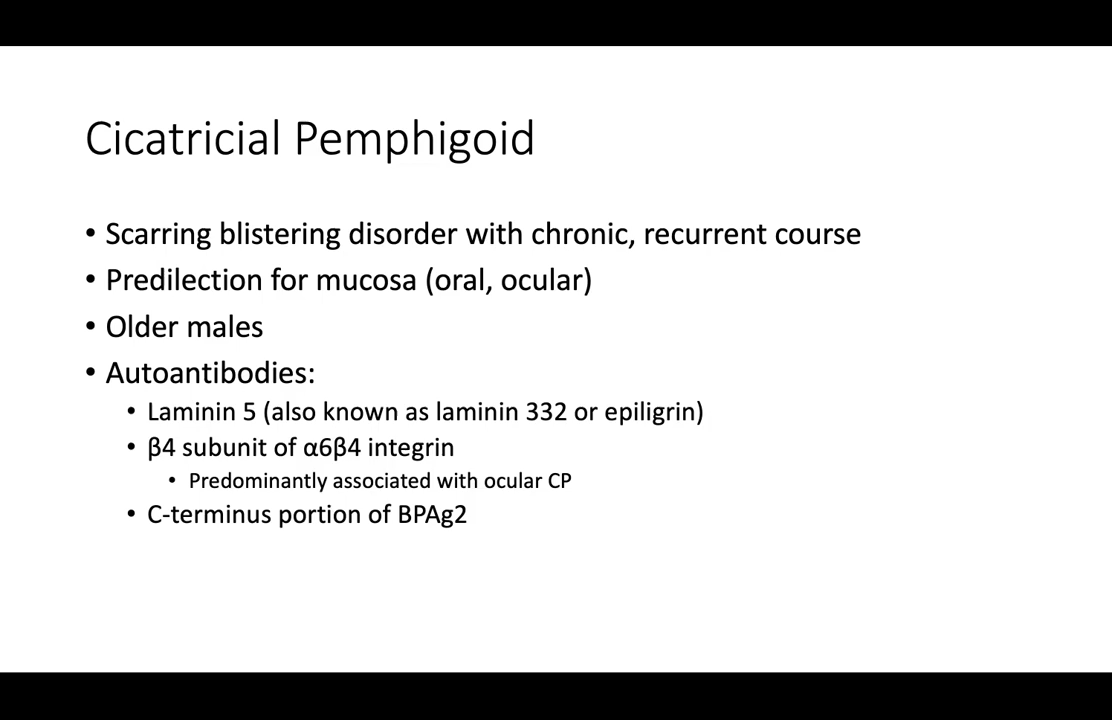 Cicatricial Pemphigoid
• Scarring blistering disorder with chronic, recurrent course
• Predilection for mucosa (oral, ocular)
• Older males
• Autoantibodies:
• Laminin 5 (also known as laminin 332 or epiligrin)
• β4 subunit of α6β4 integrin
• Predominantly associated with ocular CP
• C-terminus portion of BPAg2